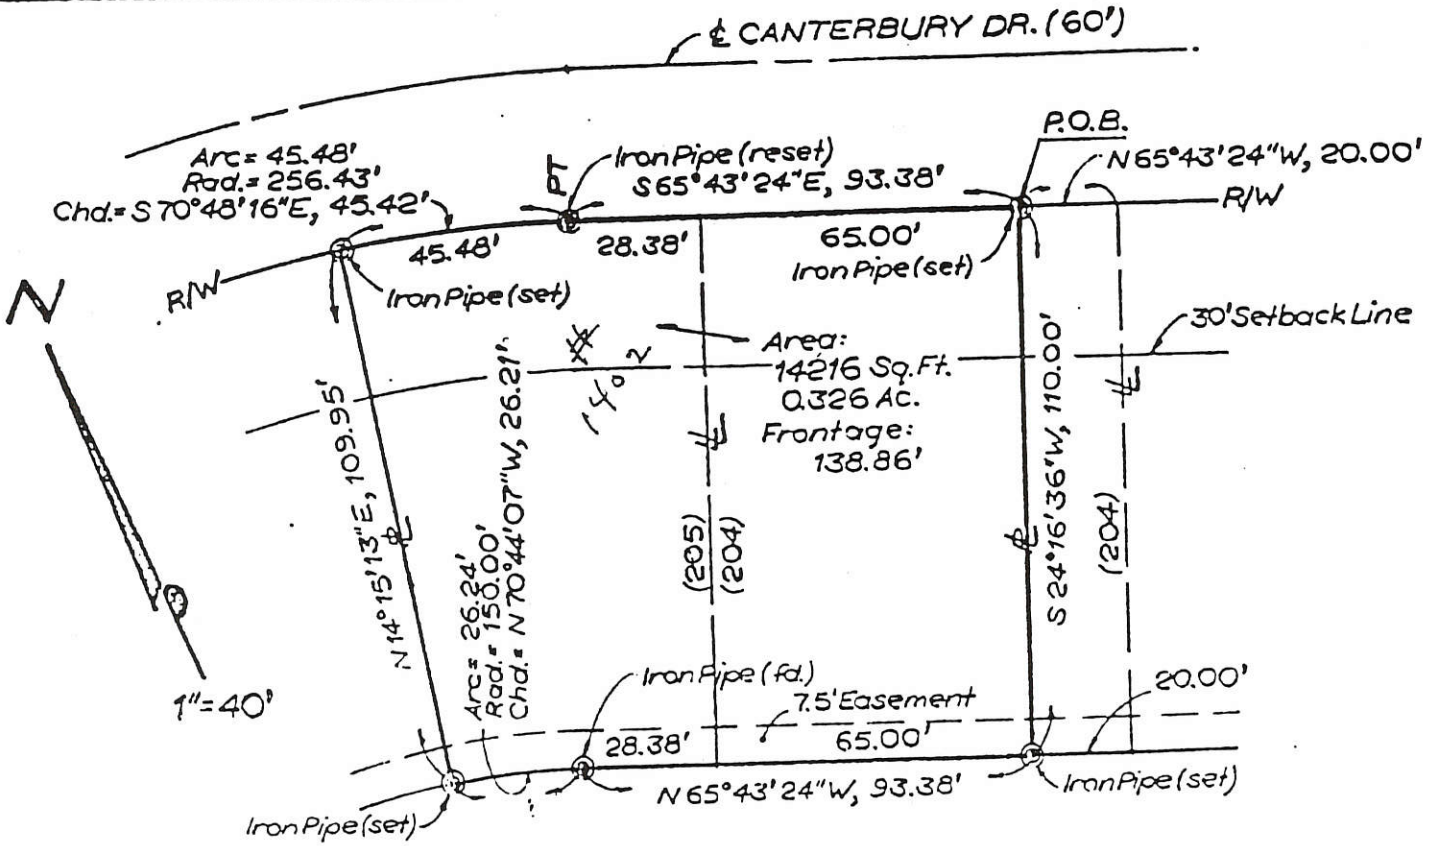 ℄ CANTERBURY DR. (60')
P.O.B.
Arc = 45.48'
Rad. = 256.43'
Chd. = S 70°48'16"E, 45.42'
PT
Iron Pipe (reset)
S65°43'24"E, 93.38'
N65°43'24"W, 20.00'
R/W
45.48'
28.38'
65.00'
Iron Pipe (set)
R/W
Iron Pipe (set)
N
30' Setback Line
Area:
14216 Sq.Ft.
0.326 Ac.
Frontage:
138.86'
# 1402
N14°15'13"E, 109.95'
Arc = 26.24'
Rad. = 150.00'
Chd. = N 70°44'07"W, 26.21'
(205)
(204)
S 24°16'36"W, 110.00'
(204)
1"=40'
Iron Pipe (fd.)
7.5' Easement
20.00'
28.38'
65.00'
N65°43'24"W, 93.38'
Iron Pipe (set)
Iron Pipe (set)